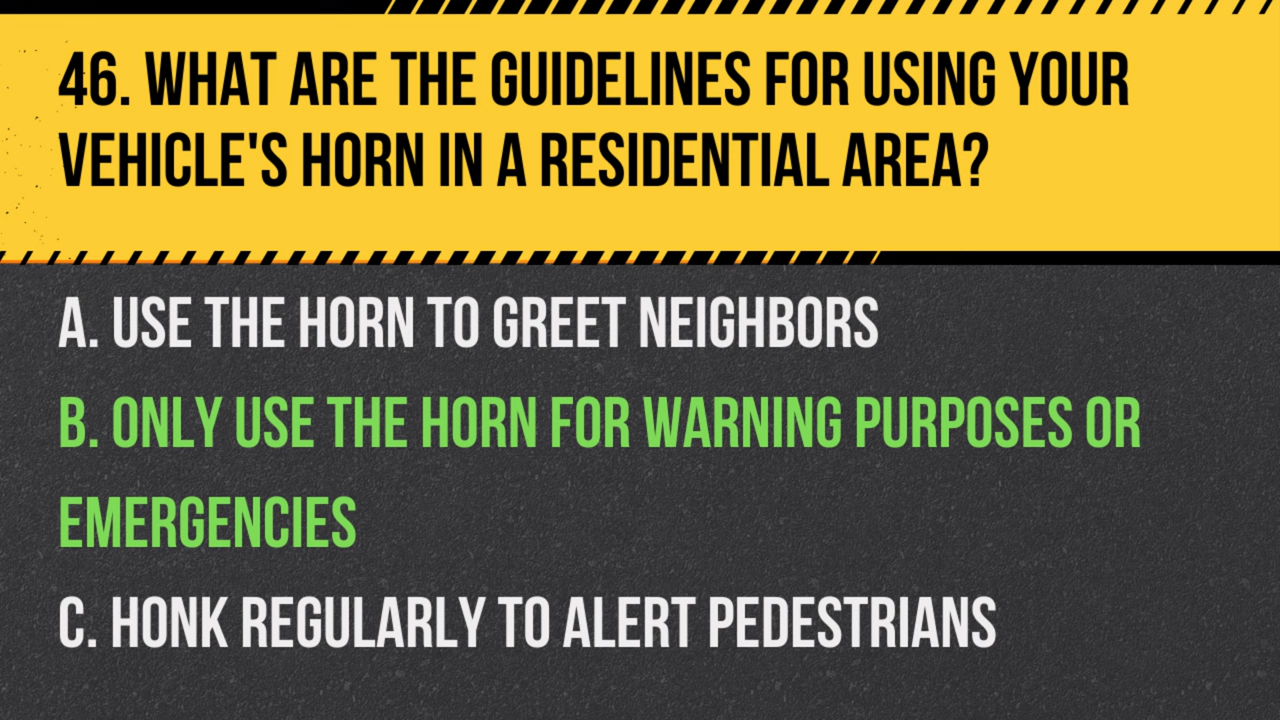 46. WHAT ARE THE GUIDELINES FOR USING YOUR
VEHICLE'S HORN IN A RESIDENTIAL AREA?
A. USE THE HORN TO GREET NEIGHBORS
B. ONLY USE THE HORN FOR WARNING PURPOSES OR
EMERGENCIES
C. HONK REGULARLY TO ALERT PEDESTRIANS